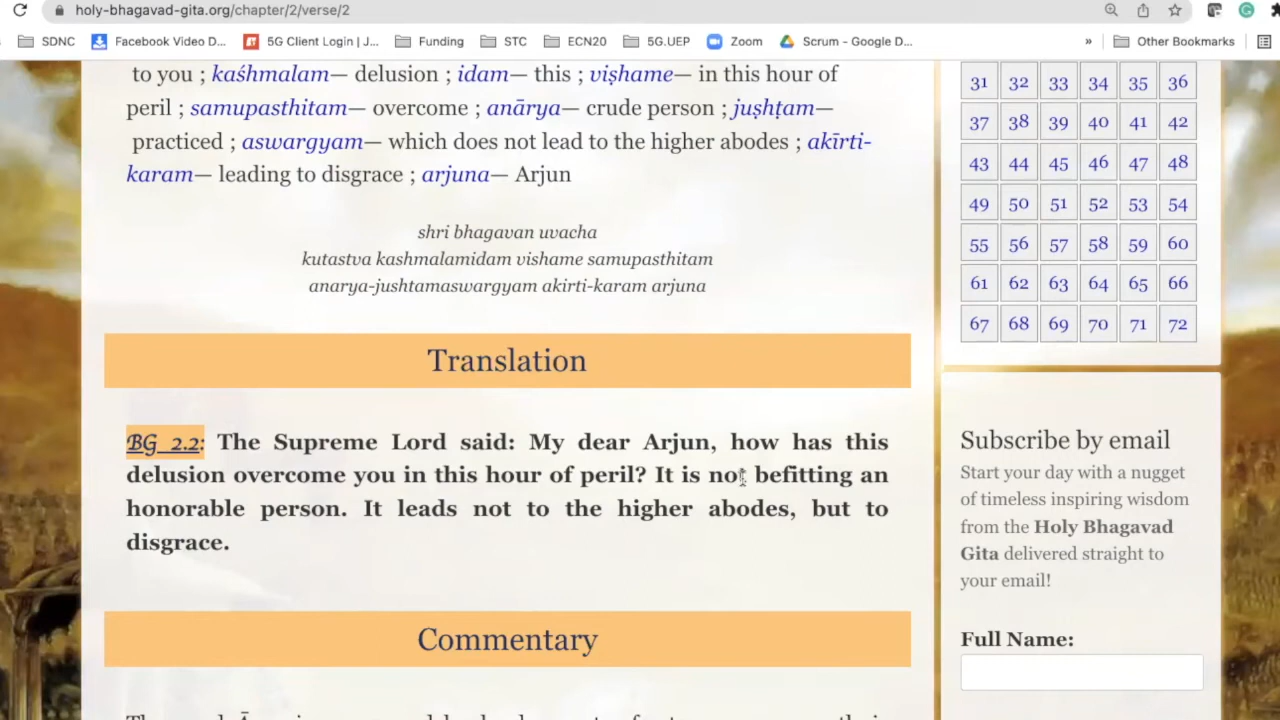 holy-bhagavad-gita.org/chapter/2/verse/2
SDNC Facebook Video D... 5G Client Login | J... Funding STC ECN20 5G.UEP Zoom Scrum - Google D... » Other Bookmarks
to you ; kaśhmalam— delusion ; idam— this ; viṣhame— in this hour of
peril ; samupasthitam— overcome ; anārya— crude person ; juṣhṭam—
practiced ; aswargyam— which does not lead to the higher abodes ; akīrti-
karam— leading to disgrace ; arjuna— Arjun
shri bhagavan uvacha
kutastva kashmalamidam vishame samupasthitam
anarya-jushtamaswargyam akirti-karam arjuna
Translation
BG 2.2: The Supreme Lord said: My dear Arjun, how has this
delusion overcome you in this hour of peril? It is not befitting an
honorable person. It leads not to the higher abodes, but to
disgrace.
Commentary
31 32 33 34 35 36
37 38 39 40 41 42
43 44 45 46 47 48
49 50 51 52 53 54
55 56 57 58 59 60
61 62 63 64 65 66
67 68 69 70 71 72
Subscribe by email
Start your day with a nugget
of timeless inspiring wisdom
from the Holy Bhagavad
Gita delivered straight to
your email!
Full Name: